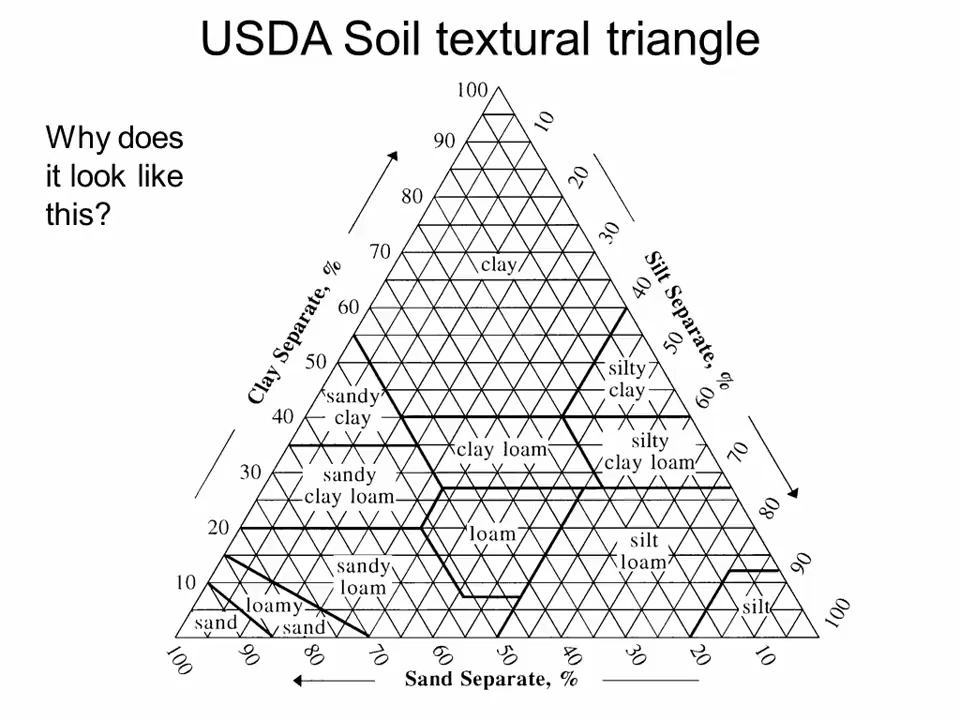 USDA Soil textural triangle
Why does
it look like
this?
100
90
80
70
60
50
40
30
20
10
Clay Separate, %
10
20
30
40
50
60
70
80
90
100
Silt Separate, %
clay
silty
clay
sandy
clay
clay loam
silty
clay loam
sandy
clay loam
loam
silt
loam
sandy
loam
loamy
sand
sand
silt
100
90
80
70
60
50
40
30
20
10
Sand Separate, %